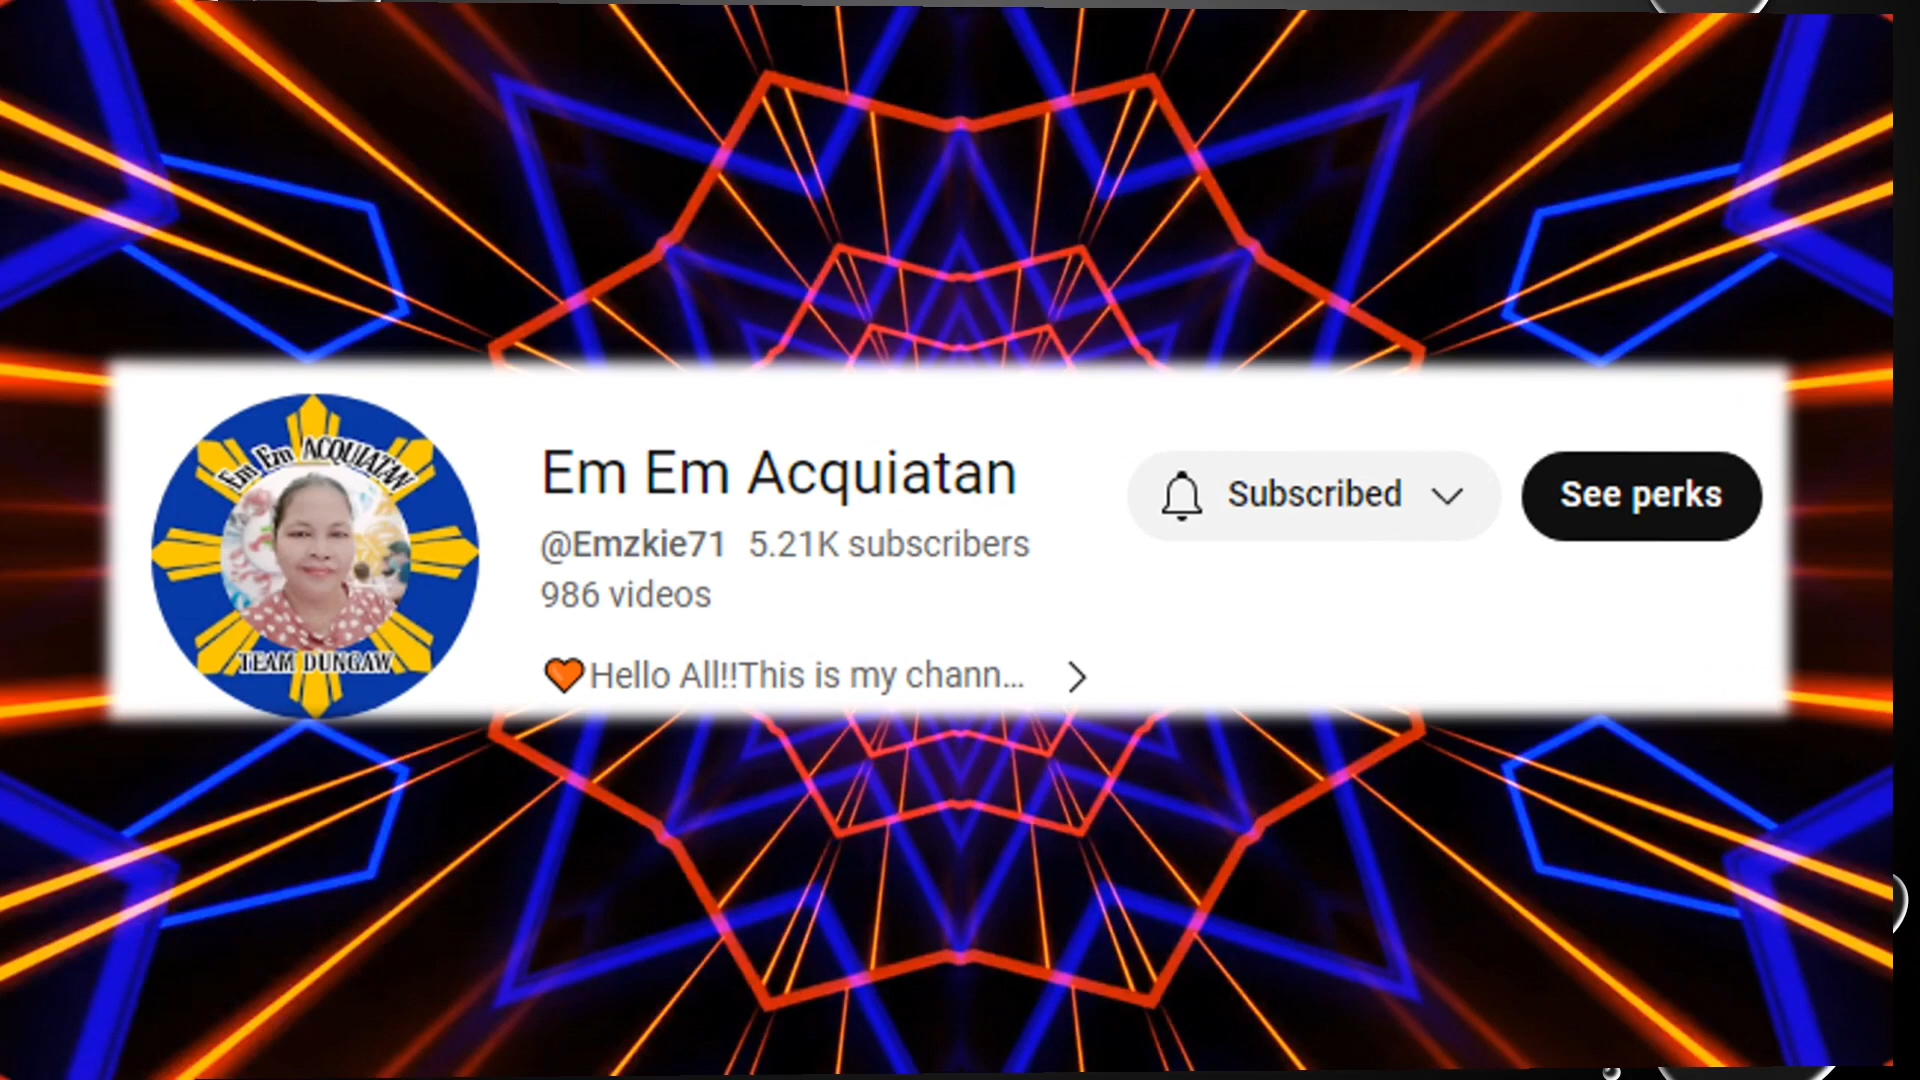 Em Em ACQUIATAN
TEAM DUNGAW
Em Em Acquiatan
@Emzkie71 5.21K subscribers
986 videos
🧡Hello All!!This is my chann...
Subscribed
See perks